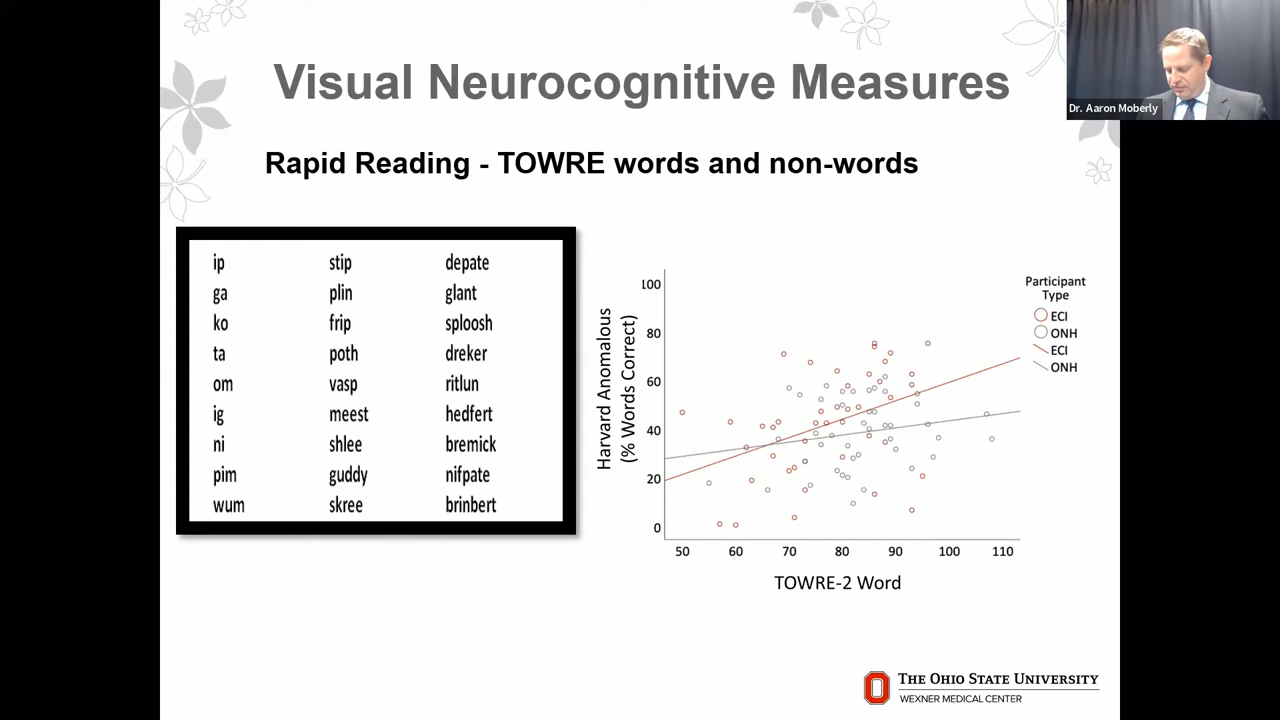 Visual Neurocognitive Measures
Dr. Aaron Moberly
Rapid Reading - TOWRE words and non-words
ip stip depate
ga plin glant
ko frip sploosh
ta poth dreker
om vasp ritlun
ig meest hedfert
ni shlee bremick
pim guddy nifpate
wum skree brinbert
Harvard Anomalous
(% Words Correct)
100
80
60
40
20
0
50 60 70 80 90 100 110
TOWRE-2 Word
Participant
Type
ECI
ONH
ECI
ONH
THE OHIO STATE UNIVERSITY
WEXNER MEDICAL CENTER